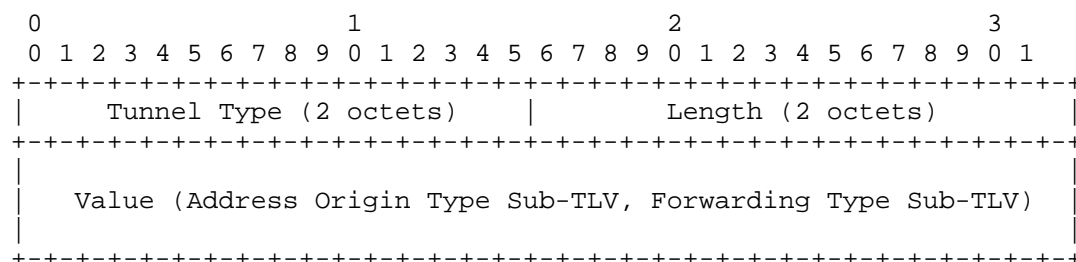 0                   1                   2                   3
 0 1 2 3 4 5 6 7 8 9 0 1 2 3 4 5 6 7 8 9 0 1 2 3 4 5 6 7 8 9 0 1
+-+-+-+-+-+-+-+-+-+-+-+-+-+-+-+-+-+-+-+-+-+-+-+-+-+-+-+-+-+-+-+-+
|     Tunnel Type (2 octets)    |        Length (2 octets)        |
+-+-+-+-+-+-+-+-+-+-+-+-+-+-+-+-+-+-+-+-+-+-+-+-+-+-+-+-+-+-+-+-+
|                                                                 |
|   Value (Address Origin Type Sub-TLV, Forwarding Type Sub-TLV)  |
|                                                                 |
+-+-+-+-+-+-+-+-+-+-+-+-+-+-+-+-+-+-+-+-+-+-+-+-+-+-+-+-+-+-+-+-+